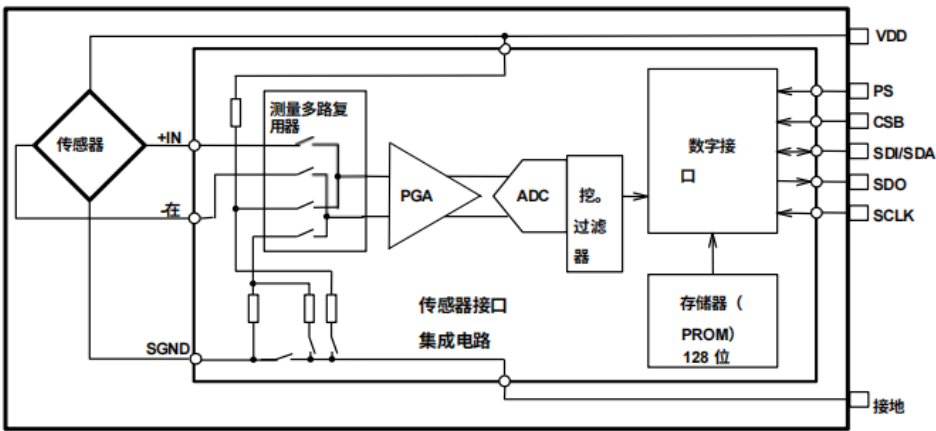 VDD
测量多路复
用器
传感器
+IN
PS
CSB
数字接
口
SDI/SDA
PGA
ADC
挖。
过滤
器
SDO
-在
SCLK
传感器接口
集成电路
存储器（
PROM）
128 位
SGND
接地